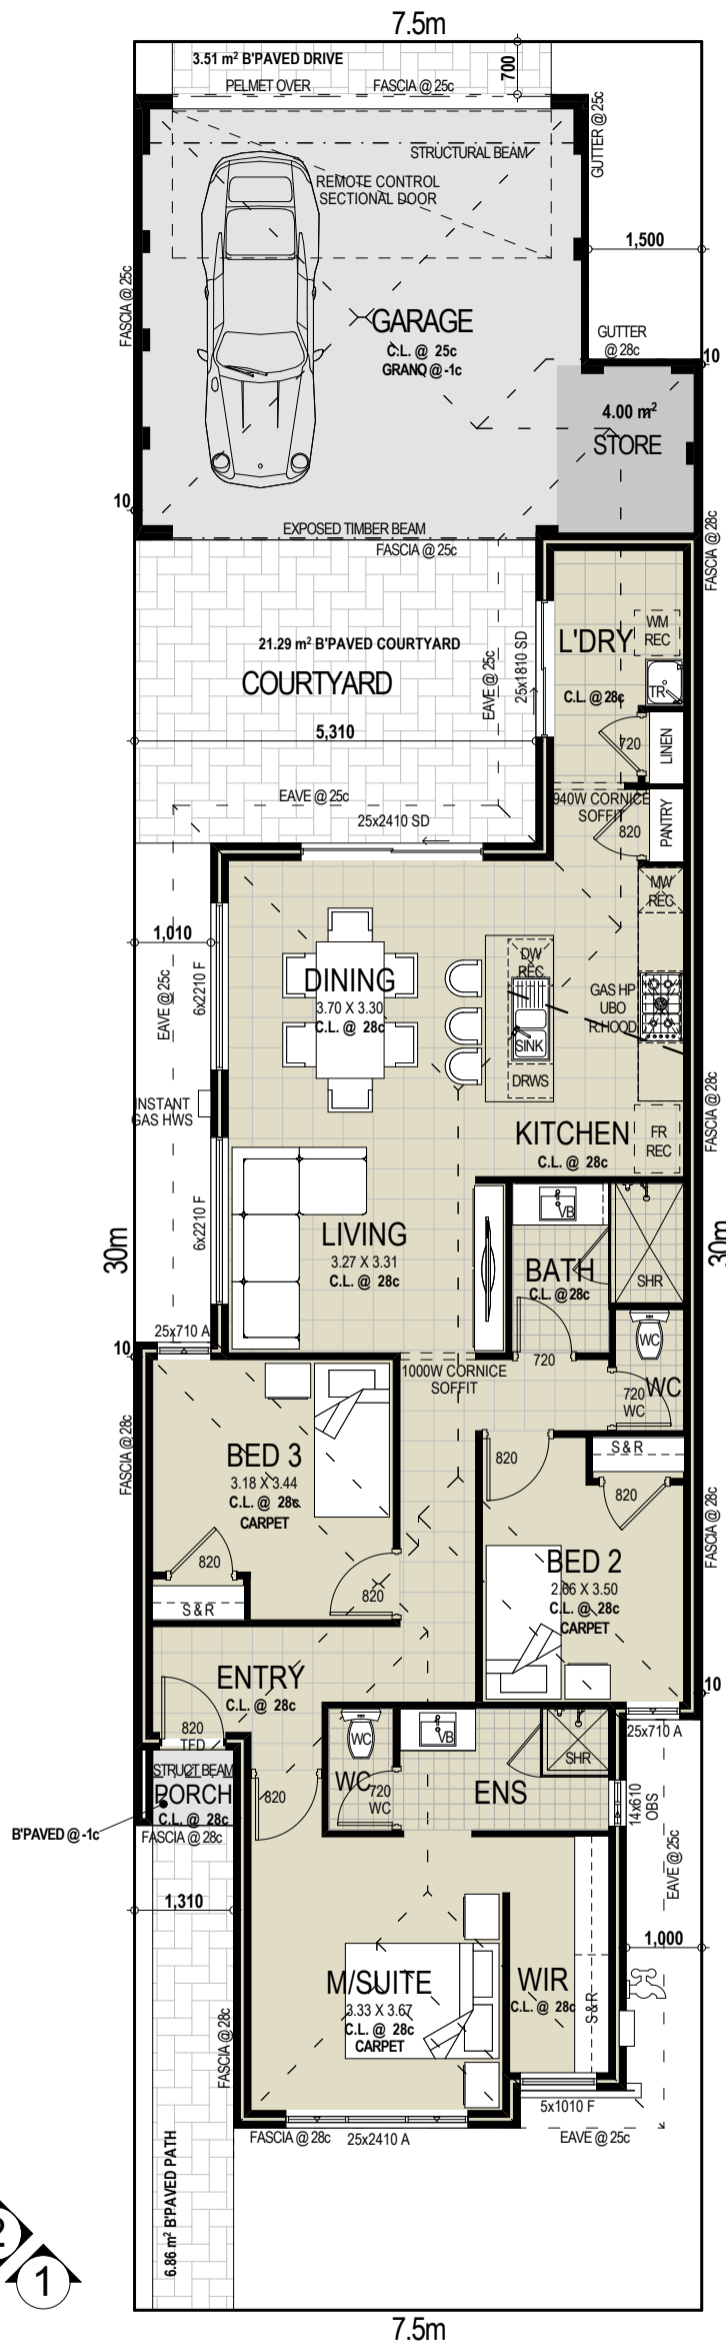 7.5m
3.51 m² B'PAVED DRIVE
700
PELMET OVER
FASCIA @ 25c
GUTTER @ 25c
STRUCTURAL BEAM
REMOTE CONTROL
SECTIONAL DOOR
1,500
FASCIA @ 25c
GARAGE
C.L. @ 25c
GRANO @ -1c
GUTTER
@ 28c
10
4.00 m²
STORE
10
EXPOSED TIMBER BEAM
FASCIA @ 25c
FASCIA @ 28c
21.29 m² B'PAVED COURTYARD
COURTYARD
5,310
EAVE @ 25c
25x1810 SD
L'DRY
C.L. @ 28c
WM
REC
TR
720
LINEN
EAVE @ 25c
25x2410 SD
940W CORNICE
SOFFIT
820
PANTRY
MW
REC
1,010
EAVE @ 25c
6x2210 F
DINING
3.70 X 3.30
C.L. @ 28c
DW
REC
SINK
DRWS
GAS HP
UBO
R.HOOD
INSTANT
GAS HWS
KITCHEN
C.L. @ 28c
FR
REC
FASCIA @ 28c
30m
6x2210 F
LIVING
3.27 X 3.31
C.L. @ 28c
VB
BATH
C.L. @ 28c
SHR
30m
25x710 A
10
1000W CORNICE
SOFFIT
720
WC
WC
720
WC
FASCIA @ 28c
BED 3
3.18 X 3.44
C.L. @ 28c
CARPET
820
S & R
820
820
S & R
820
BED 2
2.66 X 3.50
C.L. @ 28c
CARPET
FASCIA @ 28c
ENTRY
C.L. @ 28c
10
820
TFD
STRUCT BEAM
PORCH
C.L. @ 28c
B'PAVED @ -1c
FASCIA @ 28c
820
WC
WC
720
WC
VB
ENS
SHR
25x710 A
14x610
OBS
EAVE @ 25c
1,310
1,000
M/SUITE
3.33 X 3.67
C.L. @ 28c
CARPET
WIR
C.L. @ 28c
S & R
FASCIA @ 28c
FASCIA @ 28c
25x2410 A
5x1010 F
EAVE @ 25c
6.86 m² B'PAVED PATH
2
1
7.5m